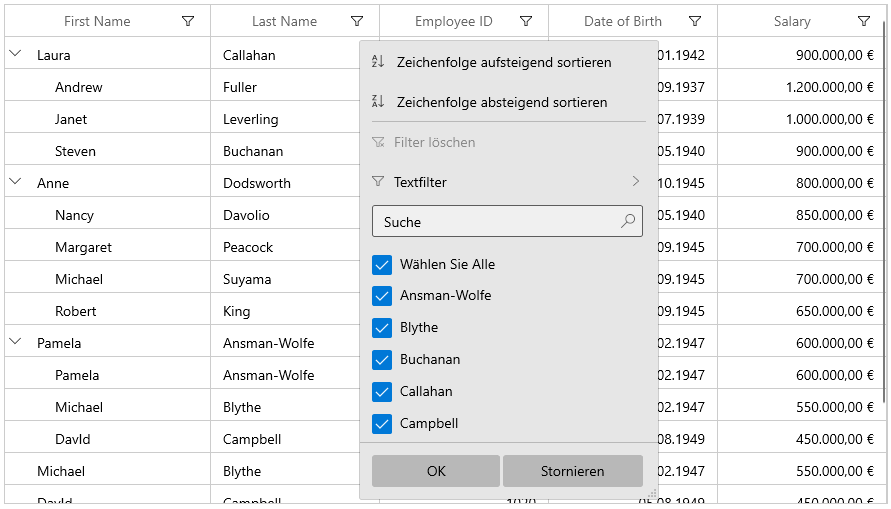 First Name Last Name Employee ID Date of Birth Salary
Laura Callahan 01.1942 900.000,00 €
Andrew Fuller 09.1937 1.200.000,00 €
Janet Leverling 07.1939 1.000.000,00 €
Steven Buchanan 05.1940 900.000,00 €
Anne Dodsworth 10.1945 800.000,00 €
Nancy Davolio 05.1940 850.000,00 €
Margaret Peacock 09.1945 700.000,00 €
Michael Suyama 09.1945 700.000,00 €
Robert King 09.1945 650.000,00 €
Pamela Ansman-Wolfe 02.1947 600.000,00 €
Pamela Ansman-Wolfe 02.1947 600.000,00 €
Michael Blythe 02.1947 550.000,00 €
Davld Campbell 08.1949 450.000,00 €
Michael Blythe 02.1947 550.000,00 €
Davld Campbell 1020 05.08.1949 450.000,00 €
Zeichenfolge aufsteigend sortieren
Zeichenfolge absteigend sortieren
Filter löschen
Textfilter
Suche
Wählen Sie Alle
Ansman-Wolfe
Blythe
Buchanan
Callahan
Campbell
OK Stornieren